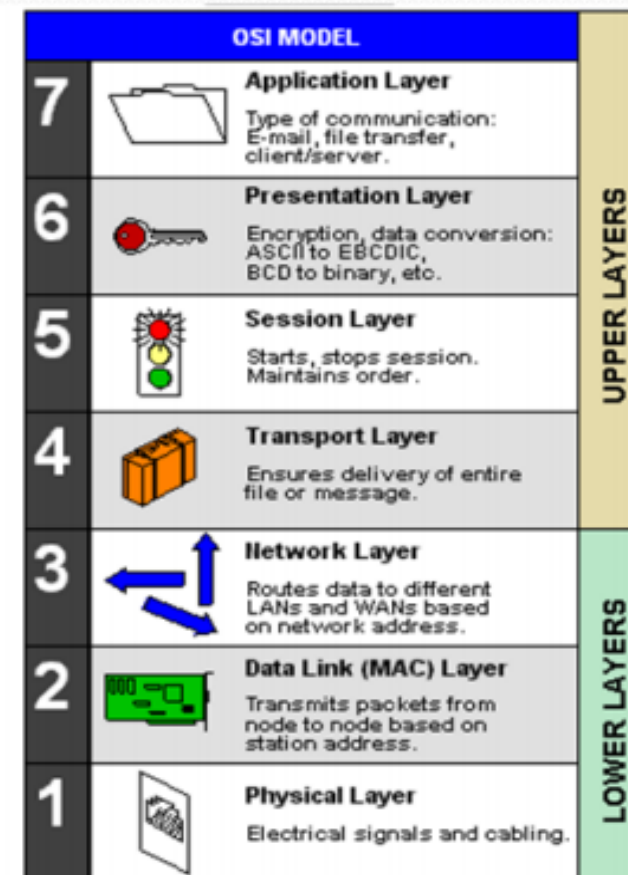 OSI MODEL
7
Application Layer
Type of communication:
E-mail, file transfer,
client/server.
6
Presentation Layer
Encryption, data conversion:
ASCII to EBCDIC,
BCD to binary, etc.
5
Session Layer
Starts, stops session.
Maintains order.
4
Transport Layer
Ensures delivery of entire
file or message.
UPPER LAYERS
3
Network Layer
Routes data to different
LANs and WANs based
on network address.
2
Data Link (MAC) Layer
Transmits packets from
node to node based on
station address.
1
Physical Layer
Electrical signals and cabling.
LOWER LAYERS